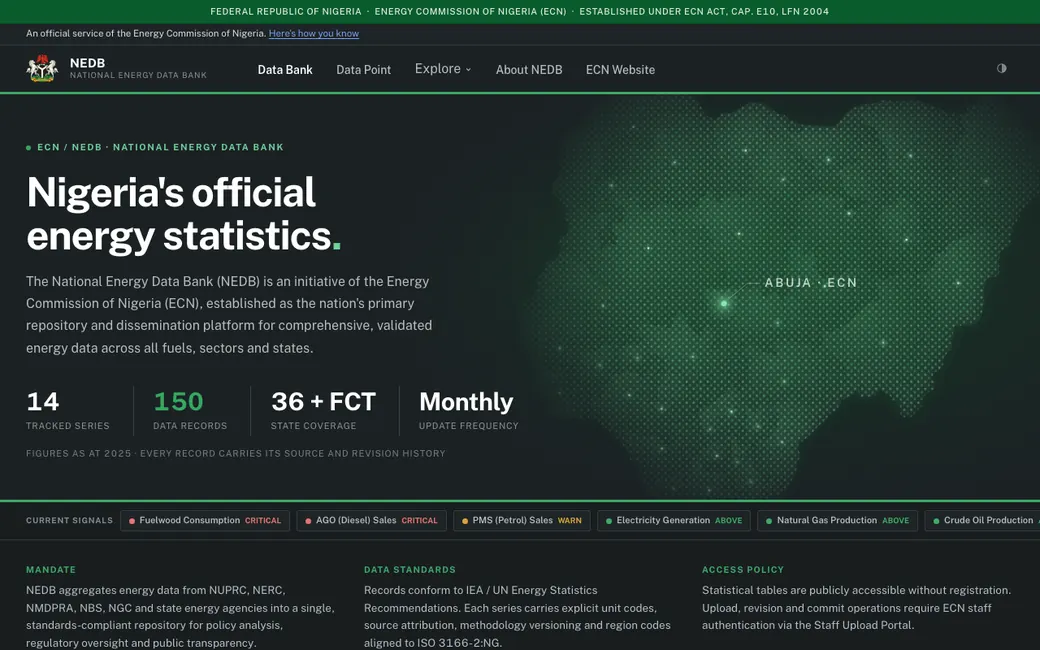 FEDERAL REPUBLIC OF NIGERIA · ENERGY COMMISSION OF NIGERIA (ECN) · ESTABLISHED UNDER ECN ACT, CAP. E10, LFN 2004
An official service of the Energy Commission of Nigeria. Here's how you know
NEDB
NATIONAL ENERGY DATA BANK
Data Bank Data Point Explore About NEDB ECN Website
ECN / NEDB · NATIONAL ENERGY DATA BANK
Nigeria's official
energy statistics.
The National Energy Data Bank (NEDB) is an initiative of the Energy
Commission of Nigeria (ECN), established as the nation's primary
repository and dissemination platform for comprehensive, validated
energy data across all fuels, sectors and states.
ABUJA · ECN
14 150 36 + FCT Monthly
TRACKED SERIES DATA RECORDS STATE COVERAGE UPDATE FREQUENCY
FIGURES AS AT 2025 · EVERY RECORD CARRIES ITS SOURCE AND REVISION HISTORY
CURRENT SIGNALS Fuelwood Consumption CRITICAL AGO (Diesel) Sales CRITICAL PMS (Petrol) Sales WARN Electricity Generation ABOVE Natural Gas Production ABOVE Crude Oil Production
MANDATE
NEDB aggregates energy data from NUPRC, NERC,
NMDPRA, NBS, NGC and state energy agencies into a single,
standards-compliant repository for policy analysis,
regulatory oversight and public transparency.
DATA STANDARDS
Records conform to IEA / UN Energy Statistics
Recommendations. Each series carries explicit unit codes,
source attribution, methodology versioning and region codes
aligned to ISO 3166-2:NG.
ACCESS POLICY
Statistical tables are publicly accessible without registration.
Upload, revision and commit operations require ECN staff
authentication via the Staff Upload Portal.